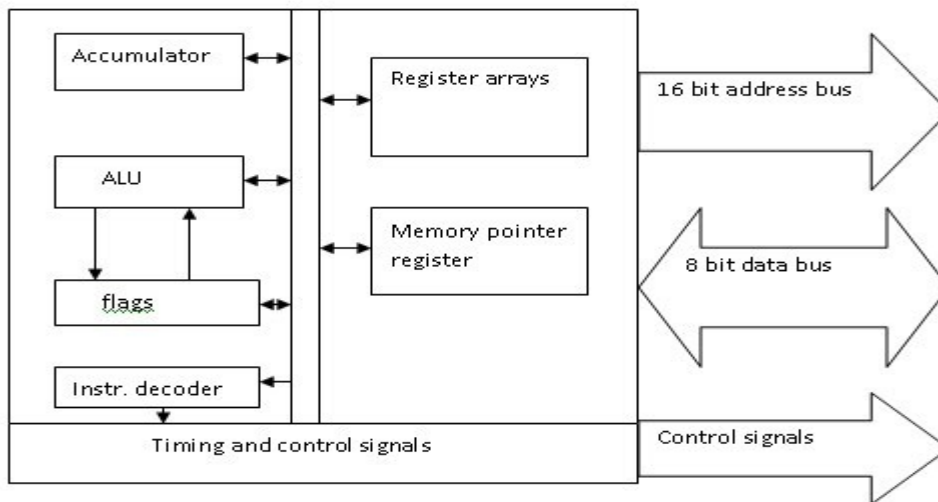 Accumulator
ALU
flags
Instr. decoder
Register arrays
Memory pointer
register
Timing and control signals
16 bit address bus
8 bit data bus
Control signals